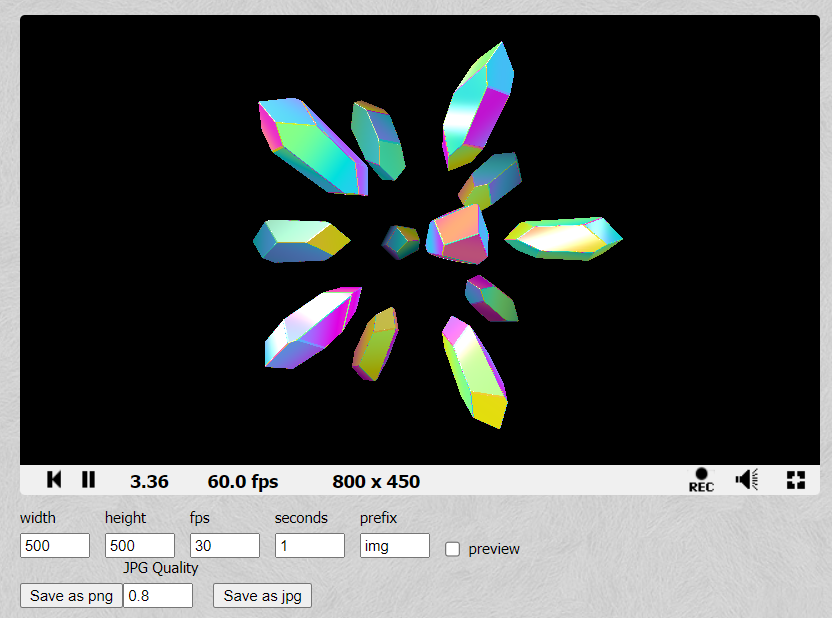 3.36 60.0 fps 800 x 450 REC
width height fps seconds prefix
500 500 30 1 img preview
JPG Quality
Save as png 0.8 Save as jpg